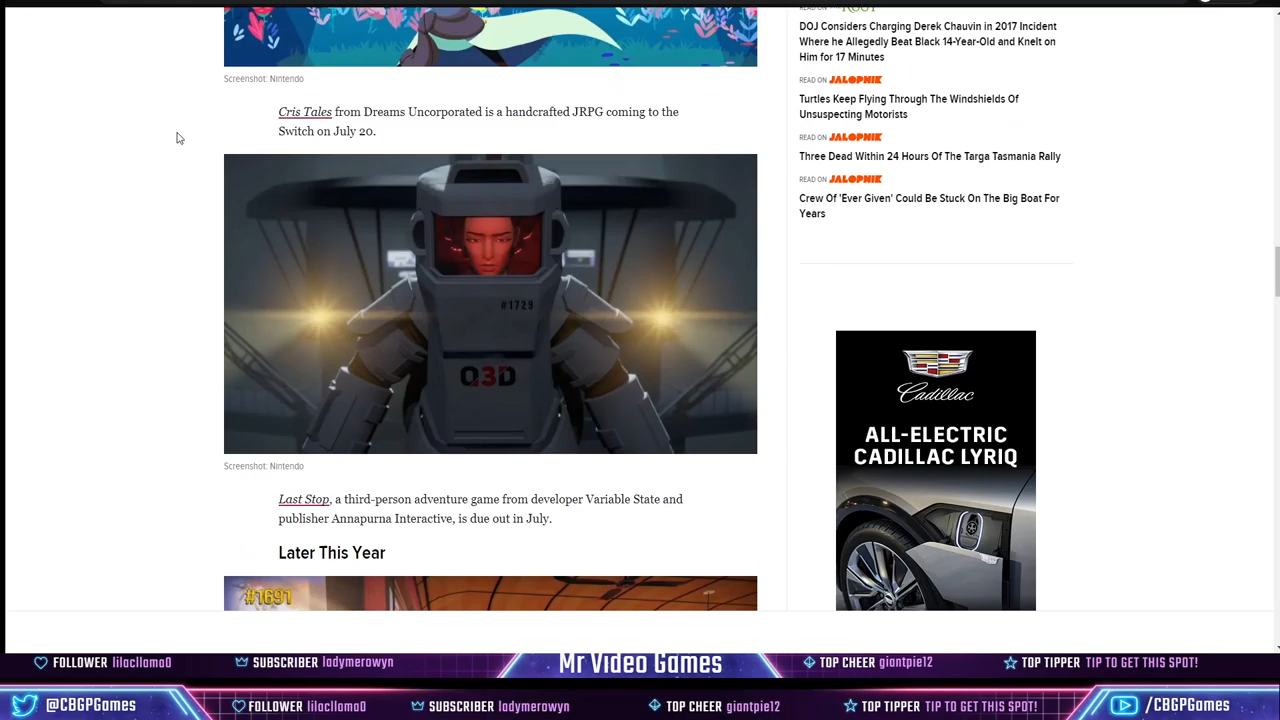 Screenshot: Nintendo
Cris Tales from Dreams Uncorporated is a handcrafted JRPG coming to the
Switch on July 20.
#1729
Q3D
Screenshot: Nintendo
Last Stop, a third-person adventure game from developer Variable State and
publisher Annapurna Interactive, is due out in July.
Later This Year
#1691
READ ON
DOJ Considers Charging Derek Chauvin in 2017 Incident
Where he Allegedly Beat Black 14-Year-Old and Knelt on
Him for 17 Minutes
READ ON JALOPNIK
Turtles Keep Flying Through The Windshields Of
Unsuspecting Motorists
READ ON JALOPNIK
Three Dead Within 24 Hours Of The Targa Tasmania Rally
READ ON JALOPNIK
Crew Of 'Ever Given' Could Be Stuck On The Big Boat For
Years
Cadillac
ALL-ELECTRIC
CADILLAC LYRIQ
FOLLOWER lilacllama0 SUBSCRIBER ladymerowyn Mr Video Games TOP CHEER giantpie12 TOP TIPPER TIP TO GET THIS SPOT!
@CBGPGames FOLLOWER lilacllama0 SUBSCRIBER ladymerowyn TOP CHEER giantpie12 TOP TIPPER TIP TO GET THIS SPOT! /CBGPGames